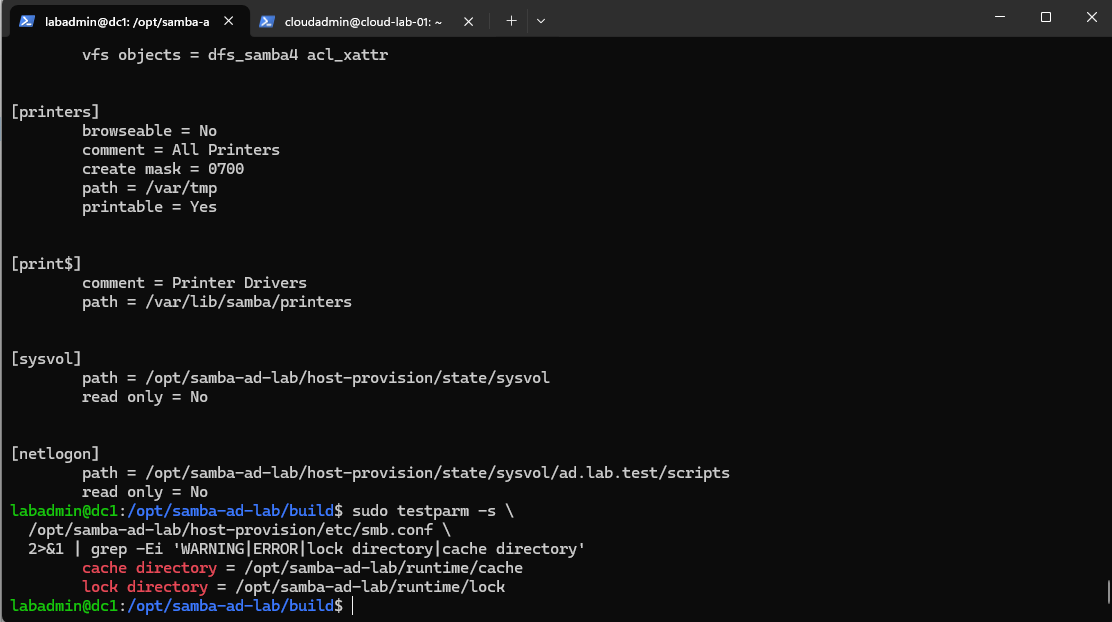 labadmin@dc1: /opt/samba-a
cloudadmin@cloud-lab-01: ~
vfs objects = dfs_samba4 acl_xattr
[printers]
browseable = No
comment = All Printers
create mask = 0700
path = /var/tmp
printable = Yes
[print$]
comment = Printer Drivers
path = /var/lib/samba/printers
[sysvol]
path = /opt/samba-ad-lab/host-provision/state/sysvol
read only = No
[netlogon]
path = /opt/samba-ad-lab/host-provision/state/sysvol/ad.lab.test/scripts
read only = No
labadmin@dc1:/opt/samba-ad-lab/build$ sudo testparm -s \
/opt/samba-ad-lab/host-provision/etc/smb.conf \
2>&1 | grep -Ei 'WARNING|ERROR|lock directory|cache directory'
cache directory = /opt/samba-ad-lab/runtime/cache
lock directory = /opt/samba-ad-lab/runtime/lock
labadmin@dc1:/opt/samba-ad-lab/build$